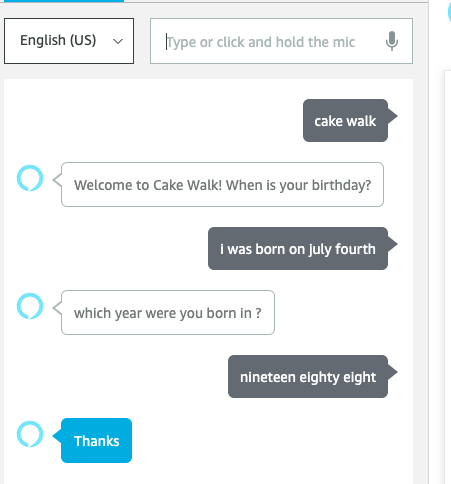 English (US)
Type or click and hold the mic
cake walk
Welcome to Cake Walk! When is your birthday?
i was born on july fourth
which year were you born in ?
nineteen eighty eight
Thanks